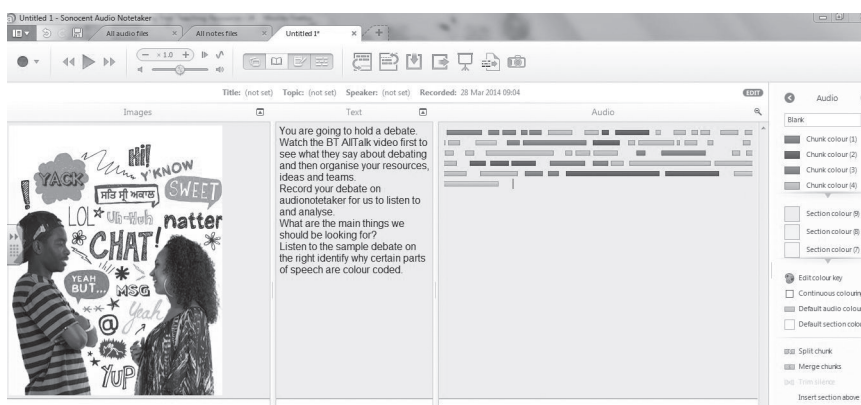 Untitled 1 - Sonocent Audio Notetaker
All audio files
All notes files
Untitled 1*
× 1.0
Title: (not set) Topic: (not set) Speaker: (not set) Recorded: 28 Mar 2014 09:04
EDIT
Images
Text
Audio
Hi!
Y'KNOW
YACK
ਸਤਿ ਸ੍ਰੀ ਅਕਾਲ
SWEET
LOL
Uh-Huh
natter
CHAT!
YEAH BUT...
MSG
Yeah
@
YUP
You are going to hold a debate.
Watch the BT AllTalk video first to
see what they say about debating
and then organise your resources,
ideas and teams.
Record your debate on
audionotetaker for us to listen to
and analyse.
What are the main things we
should be looking for?
Listen to the sample debate on
the right identify why certain parts
of speech are colour coded.
Audio
Blank
Chunk colour (1)
Chunk colour (2)
Chunk colour (3)
Chunk colour (4)
Section colour (9)
Section colour (8)
Section colour (7)
Edit colour key
Continuous colourin
Default audio colou
Default section colou
Split chunk
Merge chunks
Trim silence
Insert section above